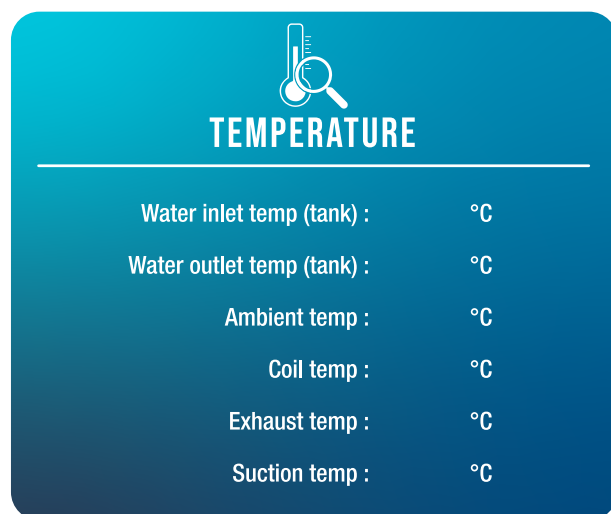 TEMPERATURE
Water inlet temp (tank) : °C
Water outlet temp (tank) : °C
Ambient temp : °C
Coil temp : °C
Exhaust temp : °C
Suction temp : °C